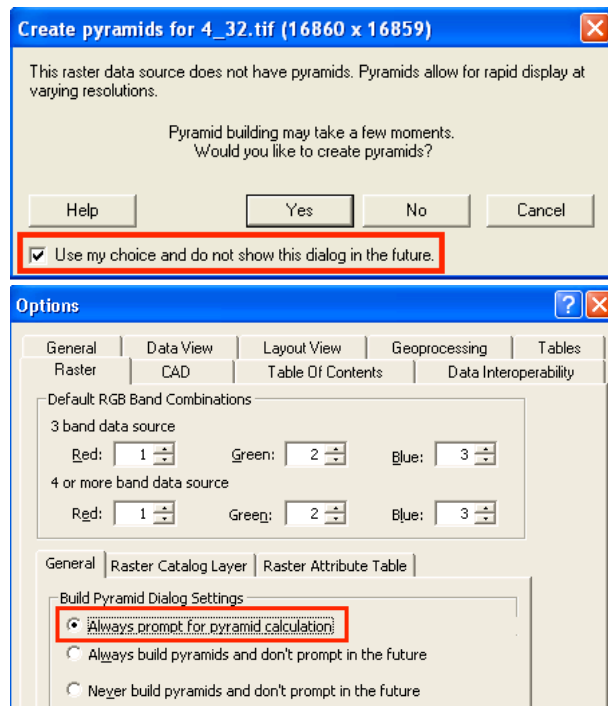 Create pyramids for 4_32.tif (16860 x 16859)
This raster data source does not have pyramids. Pyramids allow for rapid display at
varying resolutions.
Pyramid building may take a few moments.
Would you like to create pyramids?
Help Yes No Cancel
Use my choice and do not show this dialog in the future.
Options
General Data View Layout View Geoprocessing Tables
Raster CAD Table Of Contents Data Interoperability
Default RGB Band Combinations
3 band data source
Red: 1 Green: 2 Blue: 3
4 or more band data source
Red: 1 Green: 2 Blue: 3
General Raster Catalog Layer Raster Attribute Table
Build Pyramid Dialog Settings
Always prompt for pyramid calculation
Always build pyramids and don't prompt in the future
Never build pyramids and don't prompt in the future